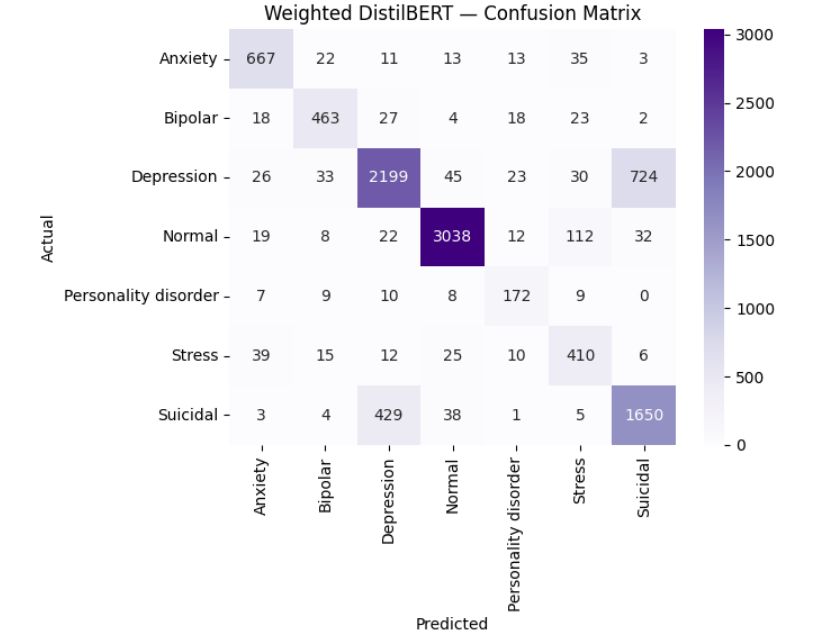 Weighted DistilBERT — Confusion Matrix
Anxiety 667 22 11 13 13 35 3
Bipolar 18 463 27 4 18 23 2
Depression 26 33 2199 45 23 30 724
Normal 19 8 22 3038 12 112 32
Personality disorder 7 9 10 8 172 9 0
Stress 39 15 12 25 10 410 6
Suicidal 3 4 429 38 1 5 1650
Actual
Anxiety
Bipolar
Depression
Normal
Personality disorder
Stress
Suicidal
Predicted
3000
2500
2000
1500
1000
500
0